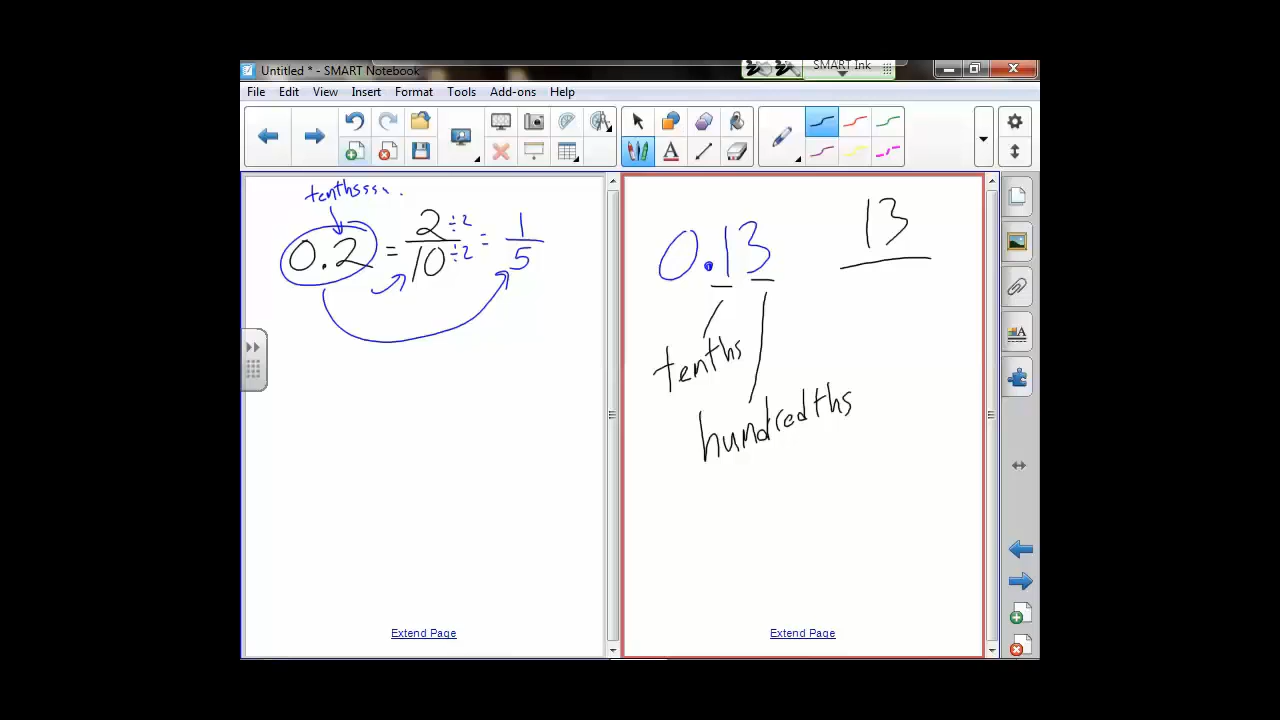 Untitled * - SMART Notebook
SMART Ink
File Edit View Insert Format Tools Add-ons Help
tenthsss...
0.2 = 2/10 ÷2/÷2 = 1/5
Extend Page
0.13
13
tenths
hundredths
Extend Page